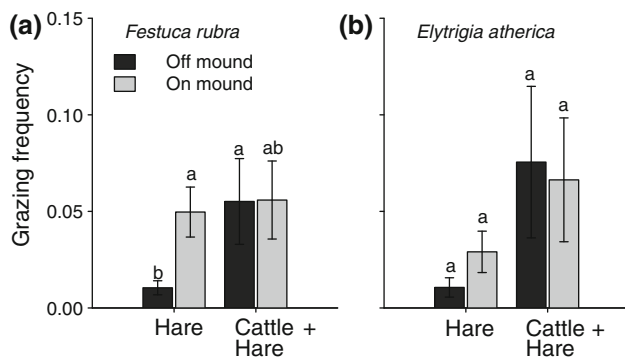 (a)
Festuca rubra
Off mound
On mound
(b)
Elytrigia atherica
Grazing frequency
0.15
0.10
0.05
0.00
b
a
a
ab
a
a
a
a
Hare
Cattle +
Hare
Hare
Cattle +
Hare